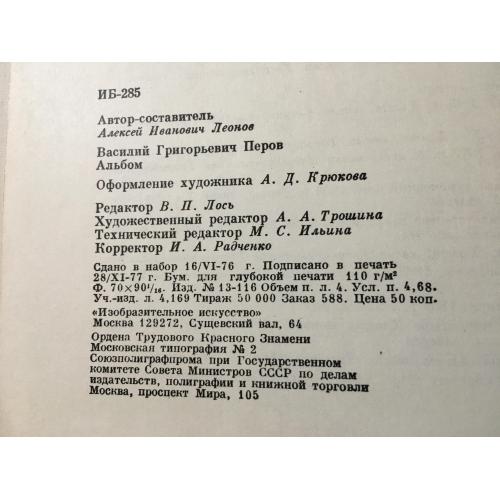 ИБ-285
Автор-составитель
Алексей Иванович Леонов
Василий Григорьевич Перов
Альбом
Оформление художника А. Д. Крюкова
Редактор В. П. Лось
Художественный редактор А. А. Трошина
Технический редактор М. С. Ильина
Корректор И. А. Радченко
Сдано в набор 16/VI-76 г. Подписано в печать
28/XI-77 г. Бум. для глубокой печати 110 г/м²
Ф. 70×90¹/₁₆. Изд. № 13-116 Объем п. л. 4. Усл. п. 4,68.
Уч.-изд. л. 4,169 Тираж 50 000 Заказ 588. Цена 50 коп.
«Изобразительное искусство»
Москва 129272, Сущевский вал, 64
Ордена Трудового Красного Знамени
Московская типография № 2
Союзполиграфпрома при Государственном
комитете Совета Министров СССР по делам
издательств, полиграфии и книжной торговли
Москва, проспект Мира, 105